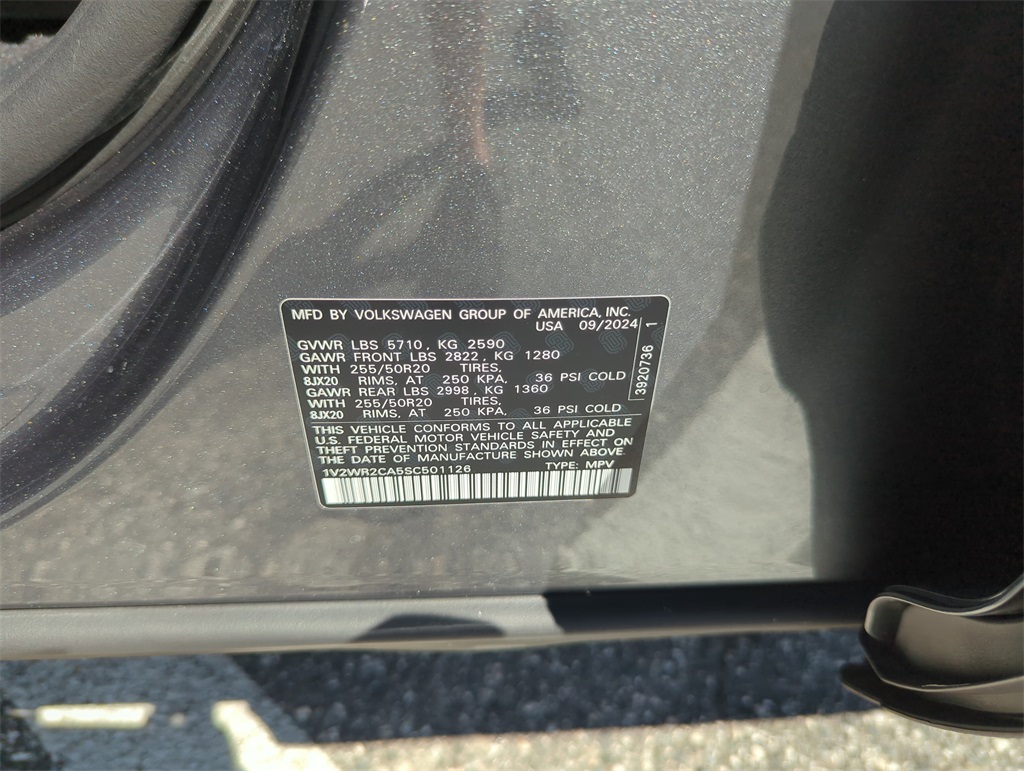 MFD BY VOLKSWAGEN GROUP OF AMERICA, INC.
USA 09/2024
GVWR LBS 5710, KG 2590
GAWR FRONT LBS 2822, KG 1280
WITH 255/50R20 TIRES,
8JX20 RIMS, AT 250 KPA, 36 PSI COLD
GAWR REAR LBS 2998, KG 1360
WITH 255/50R20 TIRES,
8JX20 RIMS, AT 250 KPA, 36 PSI COLD
3920736 1
THIS VEHICLE CONFORMS TO ALL APPLICABLE
U.S. FEDERAL MOTOR VEHICLE SAFETY AND
THEFT PREVENTION STANDARDS IN EFFECT ON
THE DATE OF MANUFACTURE SHOWN ABOVE.
1V2WR2CA5SC501126 TYPE: MPV